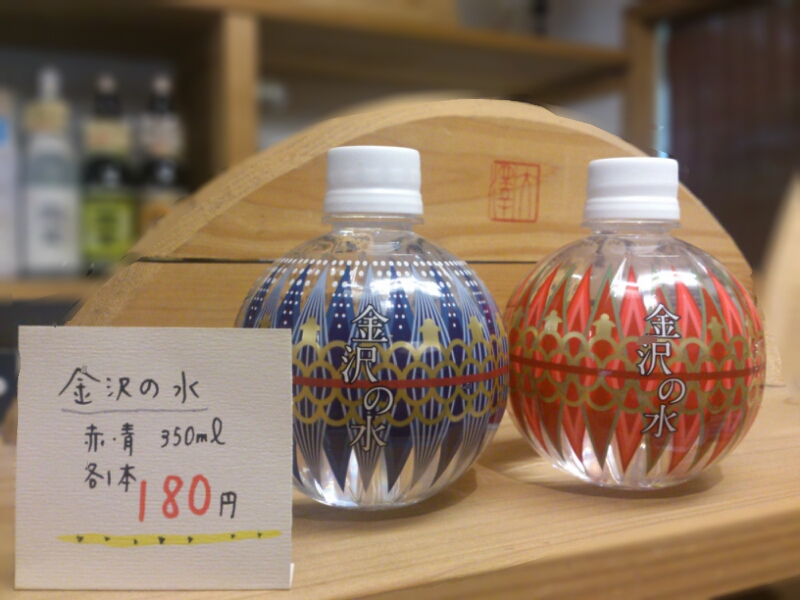 金沢の水
赤・青 350ml
各1本
180円
金沢の水
金沢の水